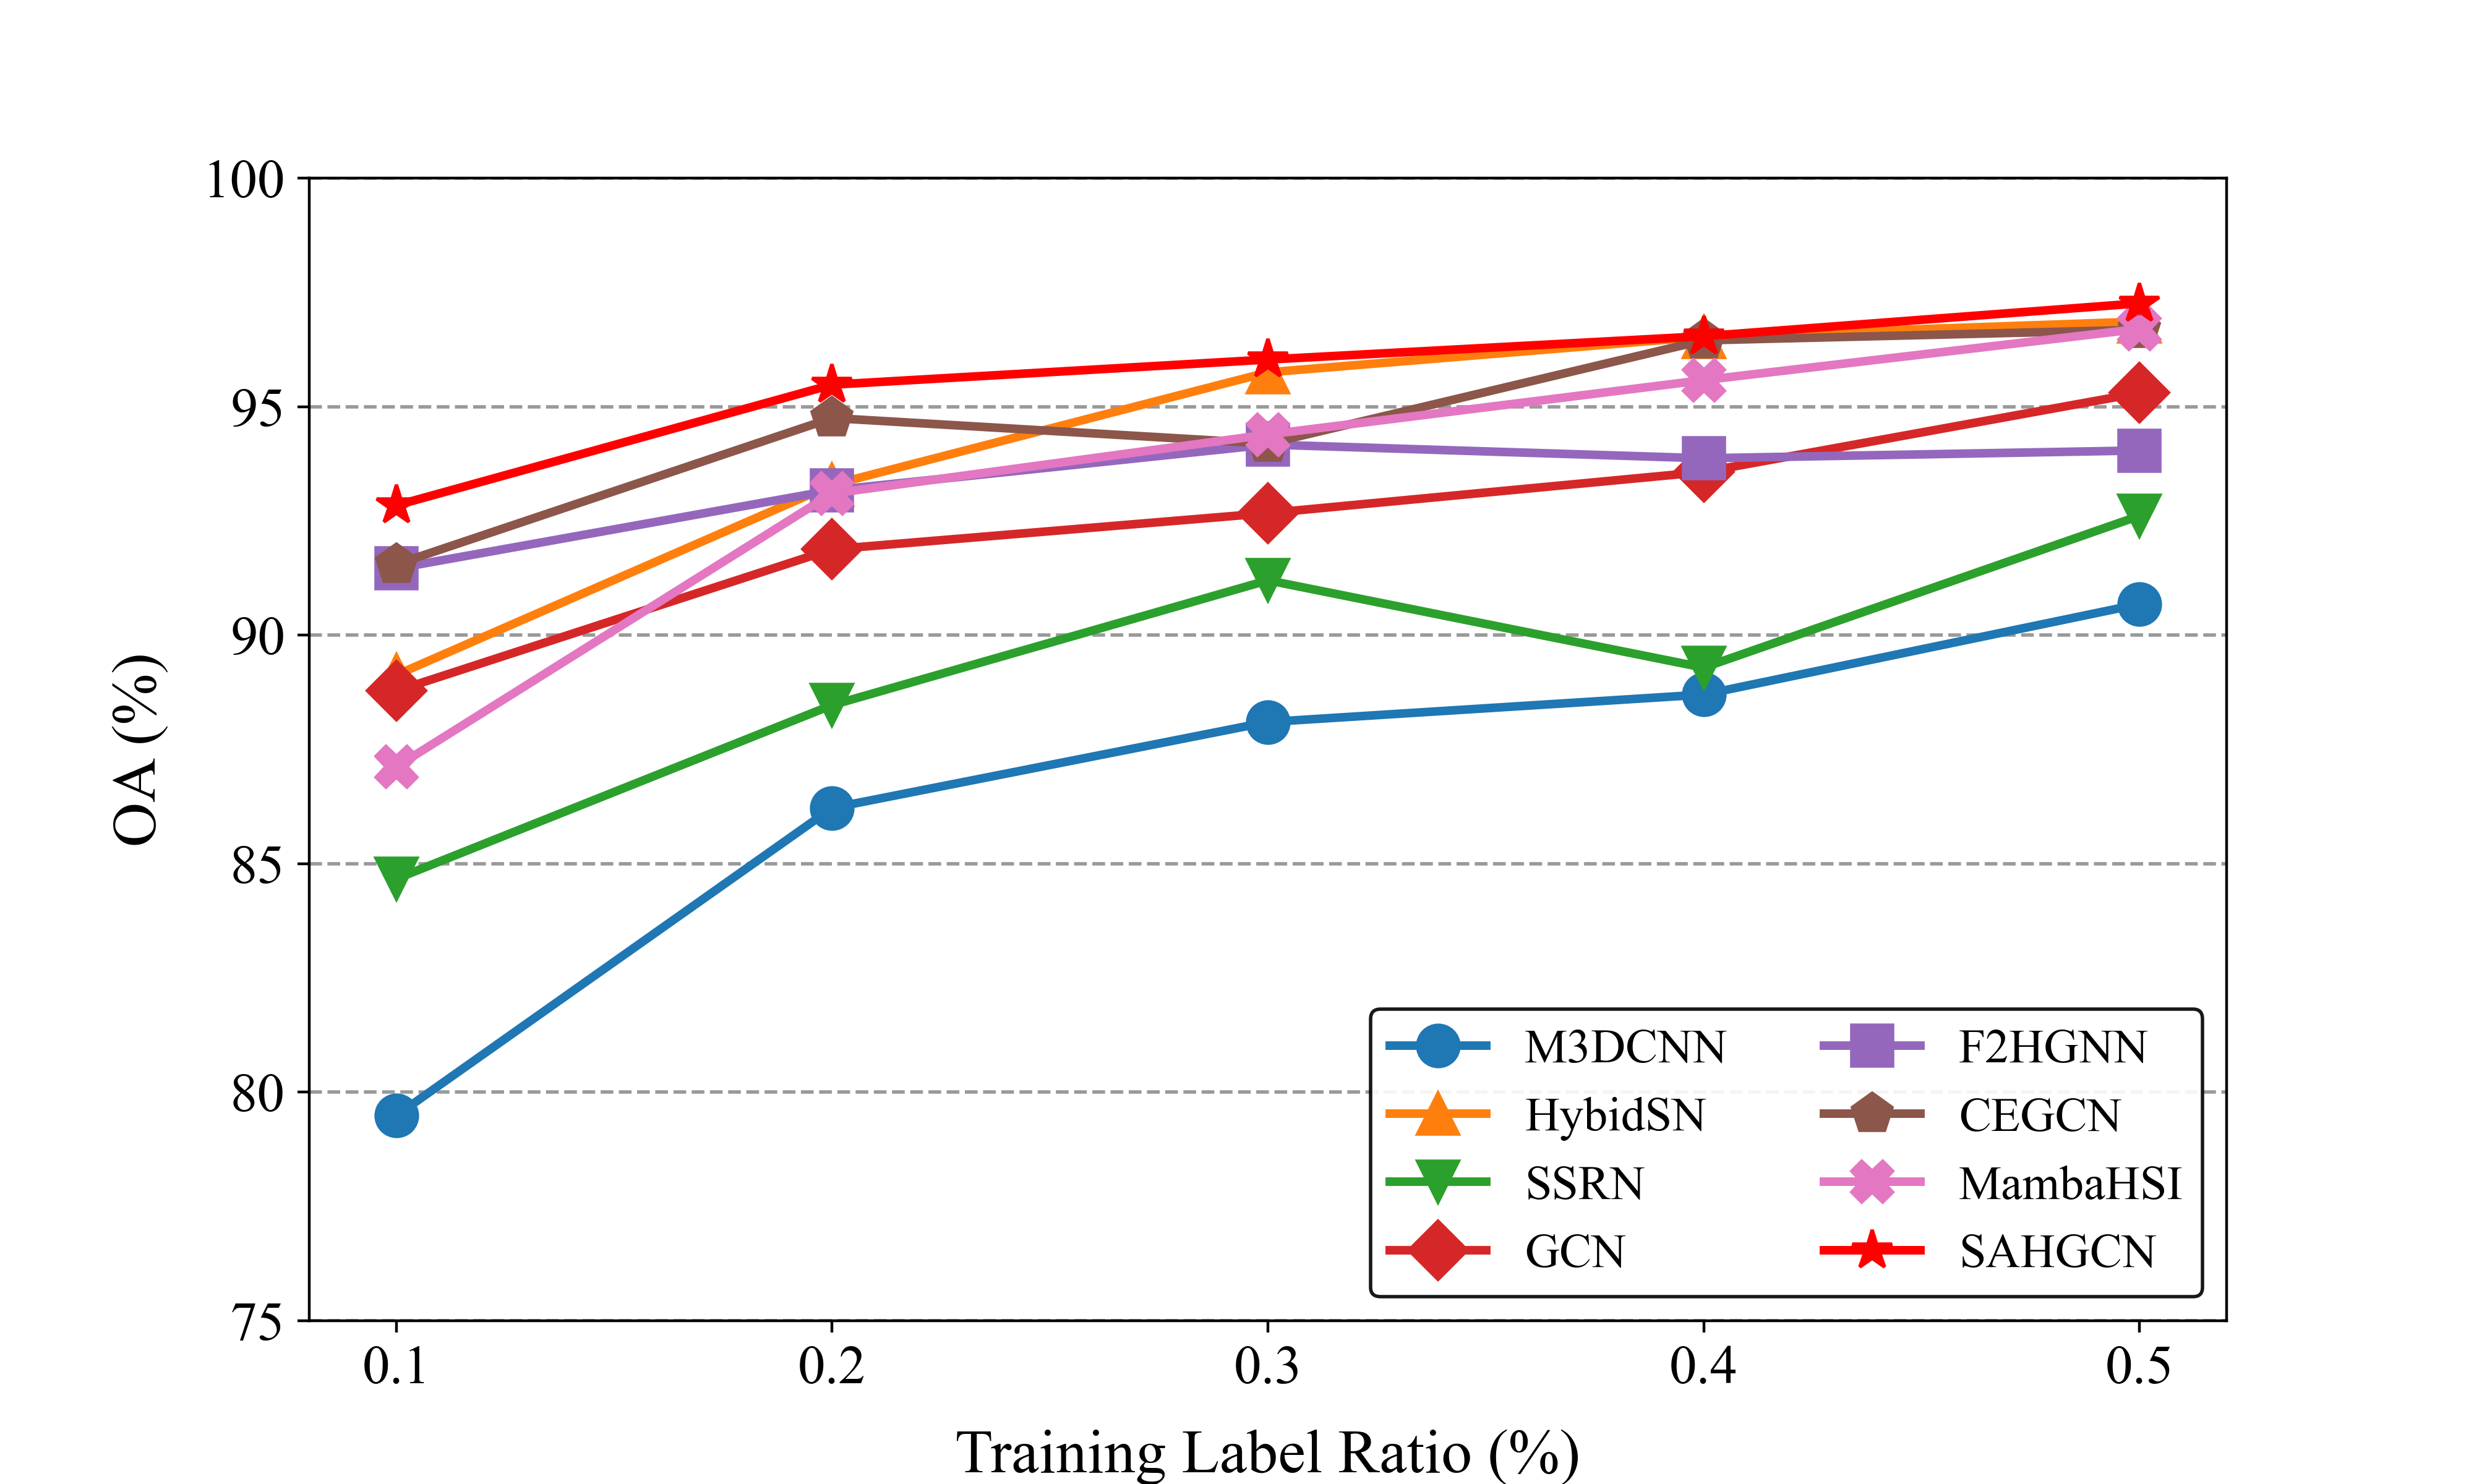 100
95
90
85
80
75
OA (%)
0.1 0.2 0.3 0.4 0.5
Training Label Ratio (%)
M3DCNN
HybidSN
SSRN
GCN
F2HGNN
CEGCN
MambaHSI
SAHGCN